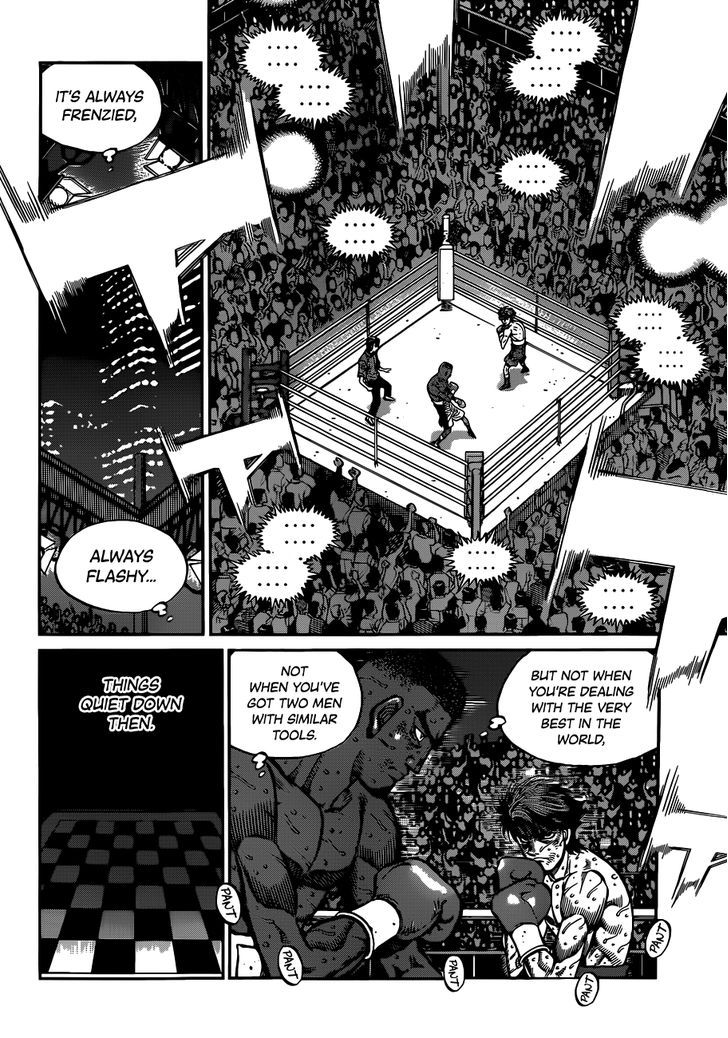 IT'S ALWAYS
FRENZIED,
ALWAYS
FLASHY...
BUT NOT WHEN
YOU'RE DEALING
WITH THE VERY
BEST IN THE
WORLD,
NOT
WHEN YOU'VE
GOT TWO MEN
WITH SIMILAR
TOOLS.
PANT
PANT
PANT
PANT
PANT
THINGS
QUIET DOWN
THEN.